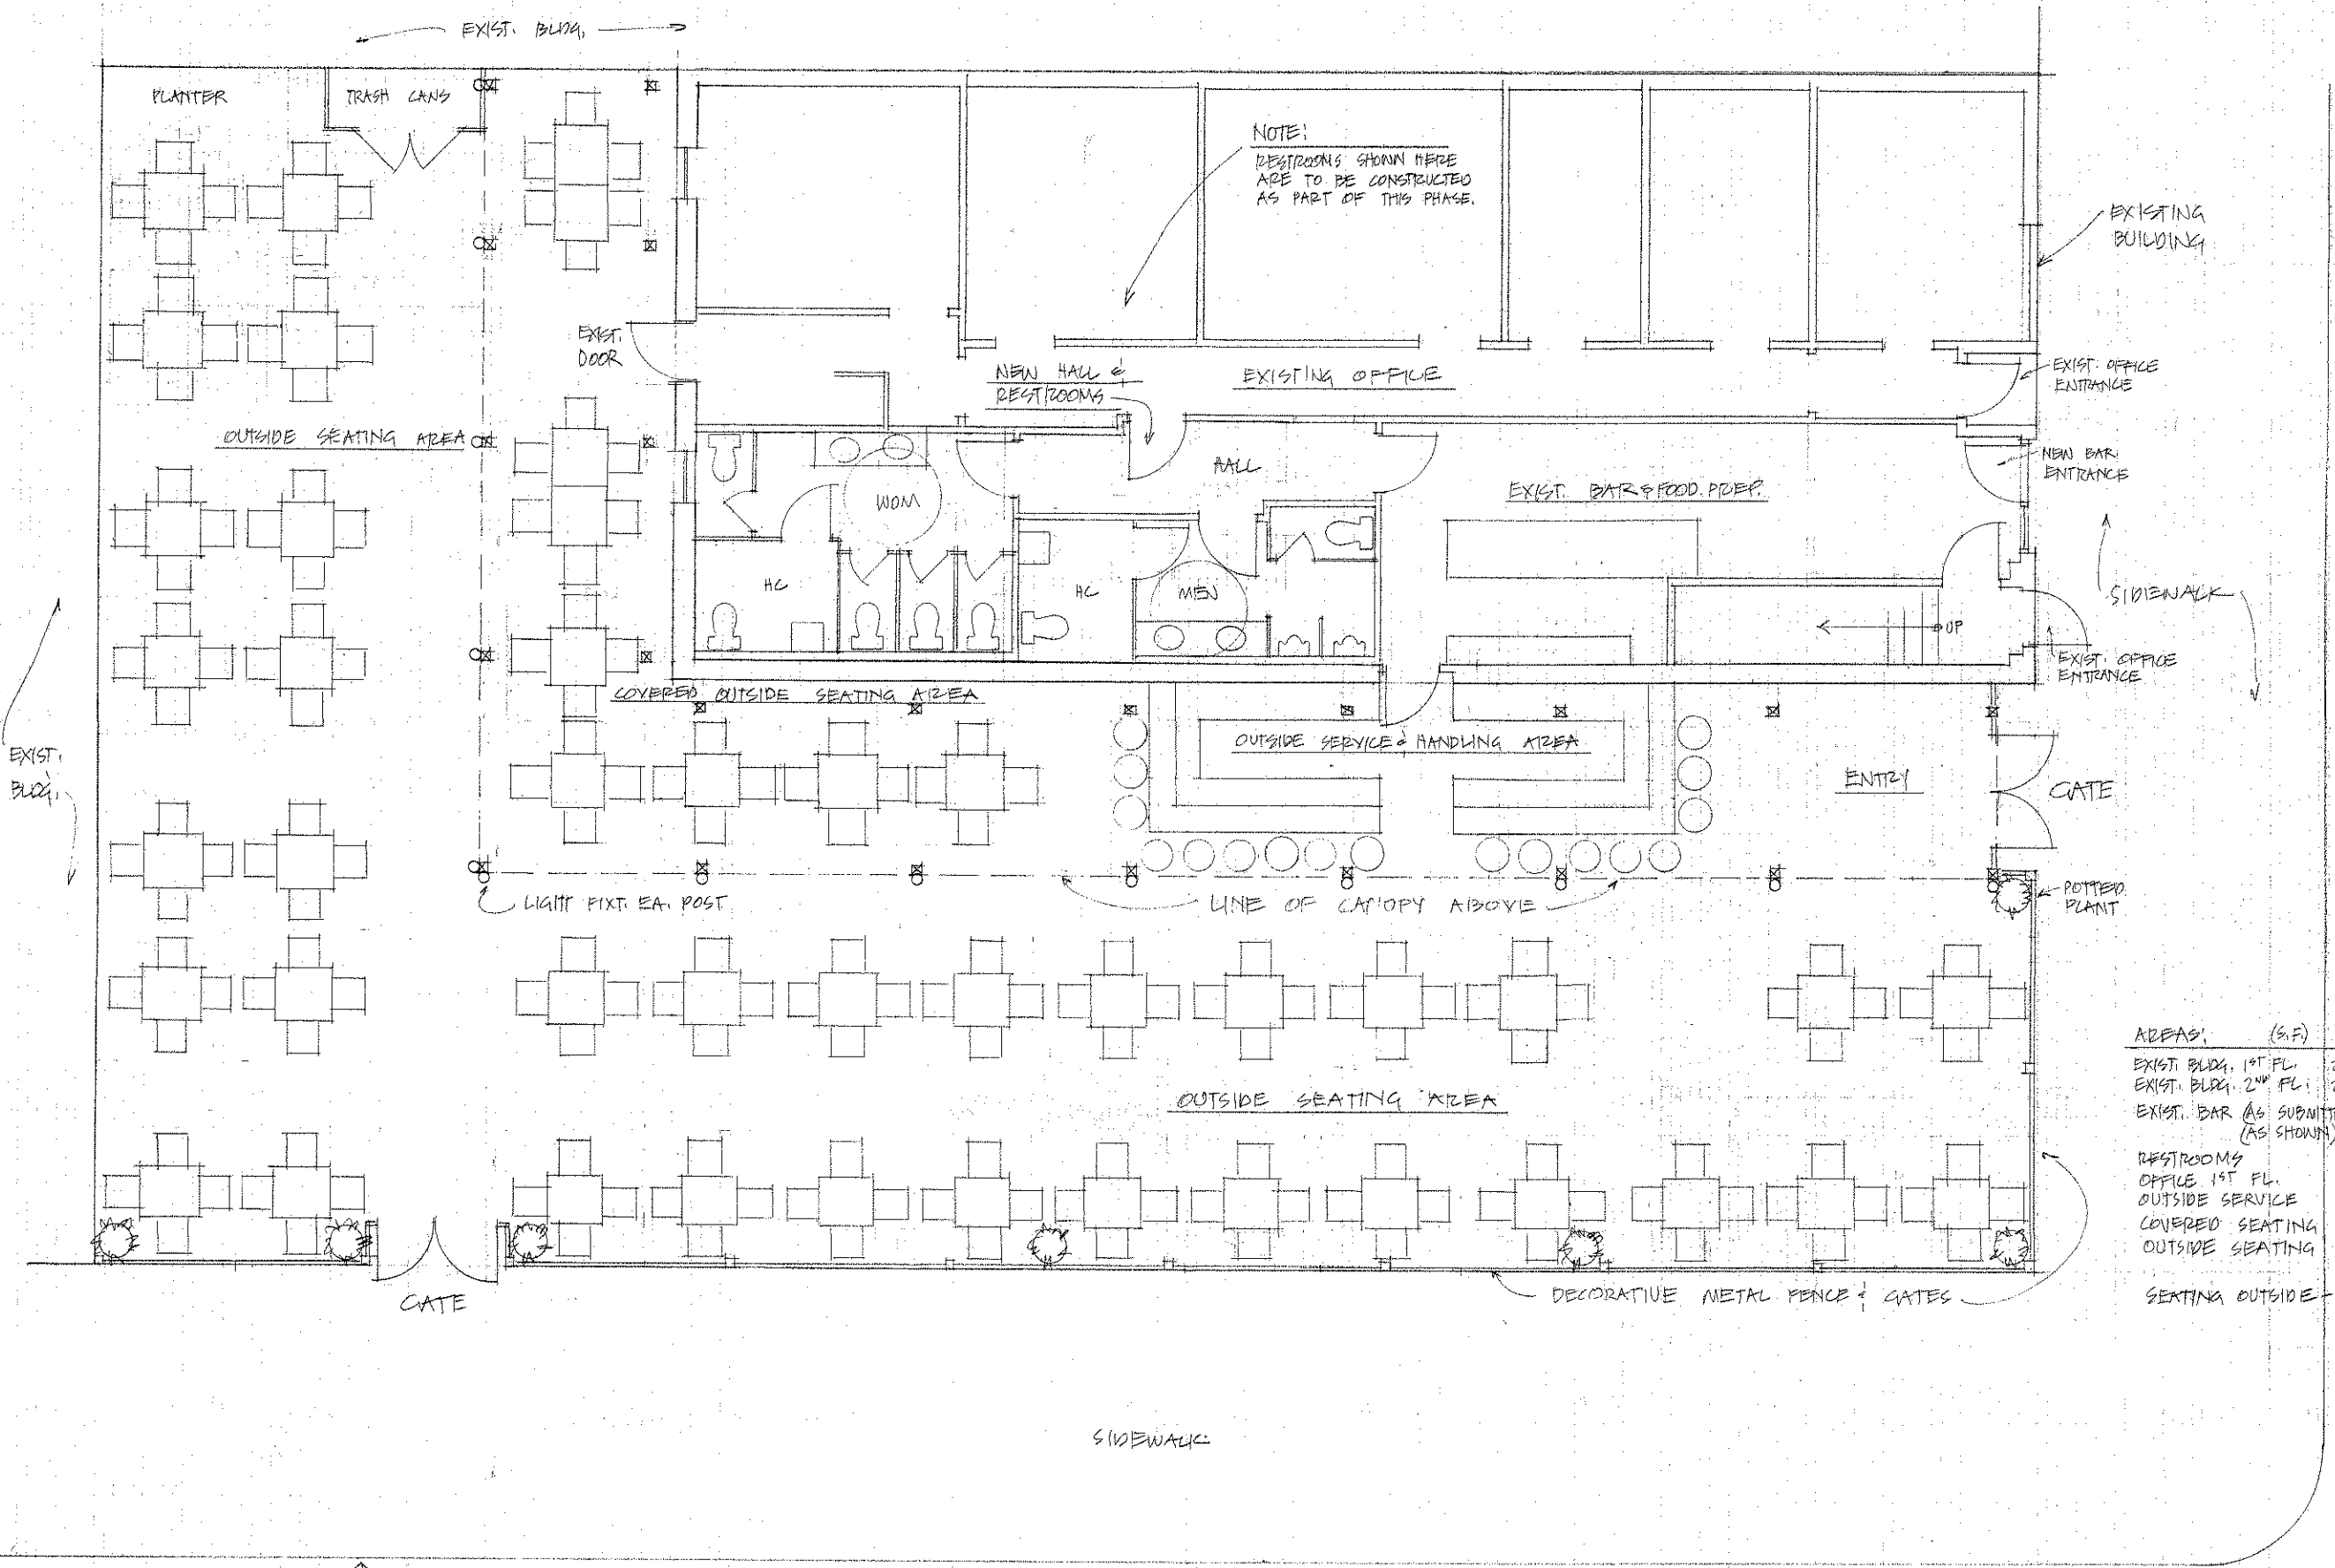 EXIST. BLDG.
PLANTER
TRASH CANS
NOTE:
RESTROOMS SHOWN HERE
ARE TO BE CONSTRUCTED
AS PART OF THIS PHASE.
EXISTING
BUILDING
EXIST.
DOOR
NEW HALL &
RESTROOMS
EXISTING OFFICE
EXIST. OFFICE
ENTRANCE
OUTSIDE SEATING AREA
HALL
NEW BAR
ENTRANCE
EXIST. BAR & FOOD PREP.
WOM
HC
HC
MEN
SIDEWALK
UP
EXIST. OFFICE
ENTRANCE
COVERED OUTSIDE SEATING AREA
OUTSIDE SERVICE & HANDLING AREA
EXIST.
BLDG.
ENTRY
GATE
LIGHT FIXT. EA. POST
LINE OF CANOPY ABOVE
POTTED
PLANT
AREAS: (S.F.)
EXIST. BLDG. 1ST FL.
EXIST. BLDG. 2ND FL.
EXIST. BAR (AS SUBMITT
(AS SHOWN)
RESTROOMS
OFFICE 1ST FL.
OUTSIDE SERVICE
COVERED SEATING
OUTSIDE SEATING
SEATING OUTSIDE -
OUTSIDE SEATING AREA
GATE
DECORATIVE METAL FENCE & GATES
SIDEWALK